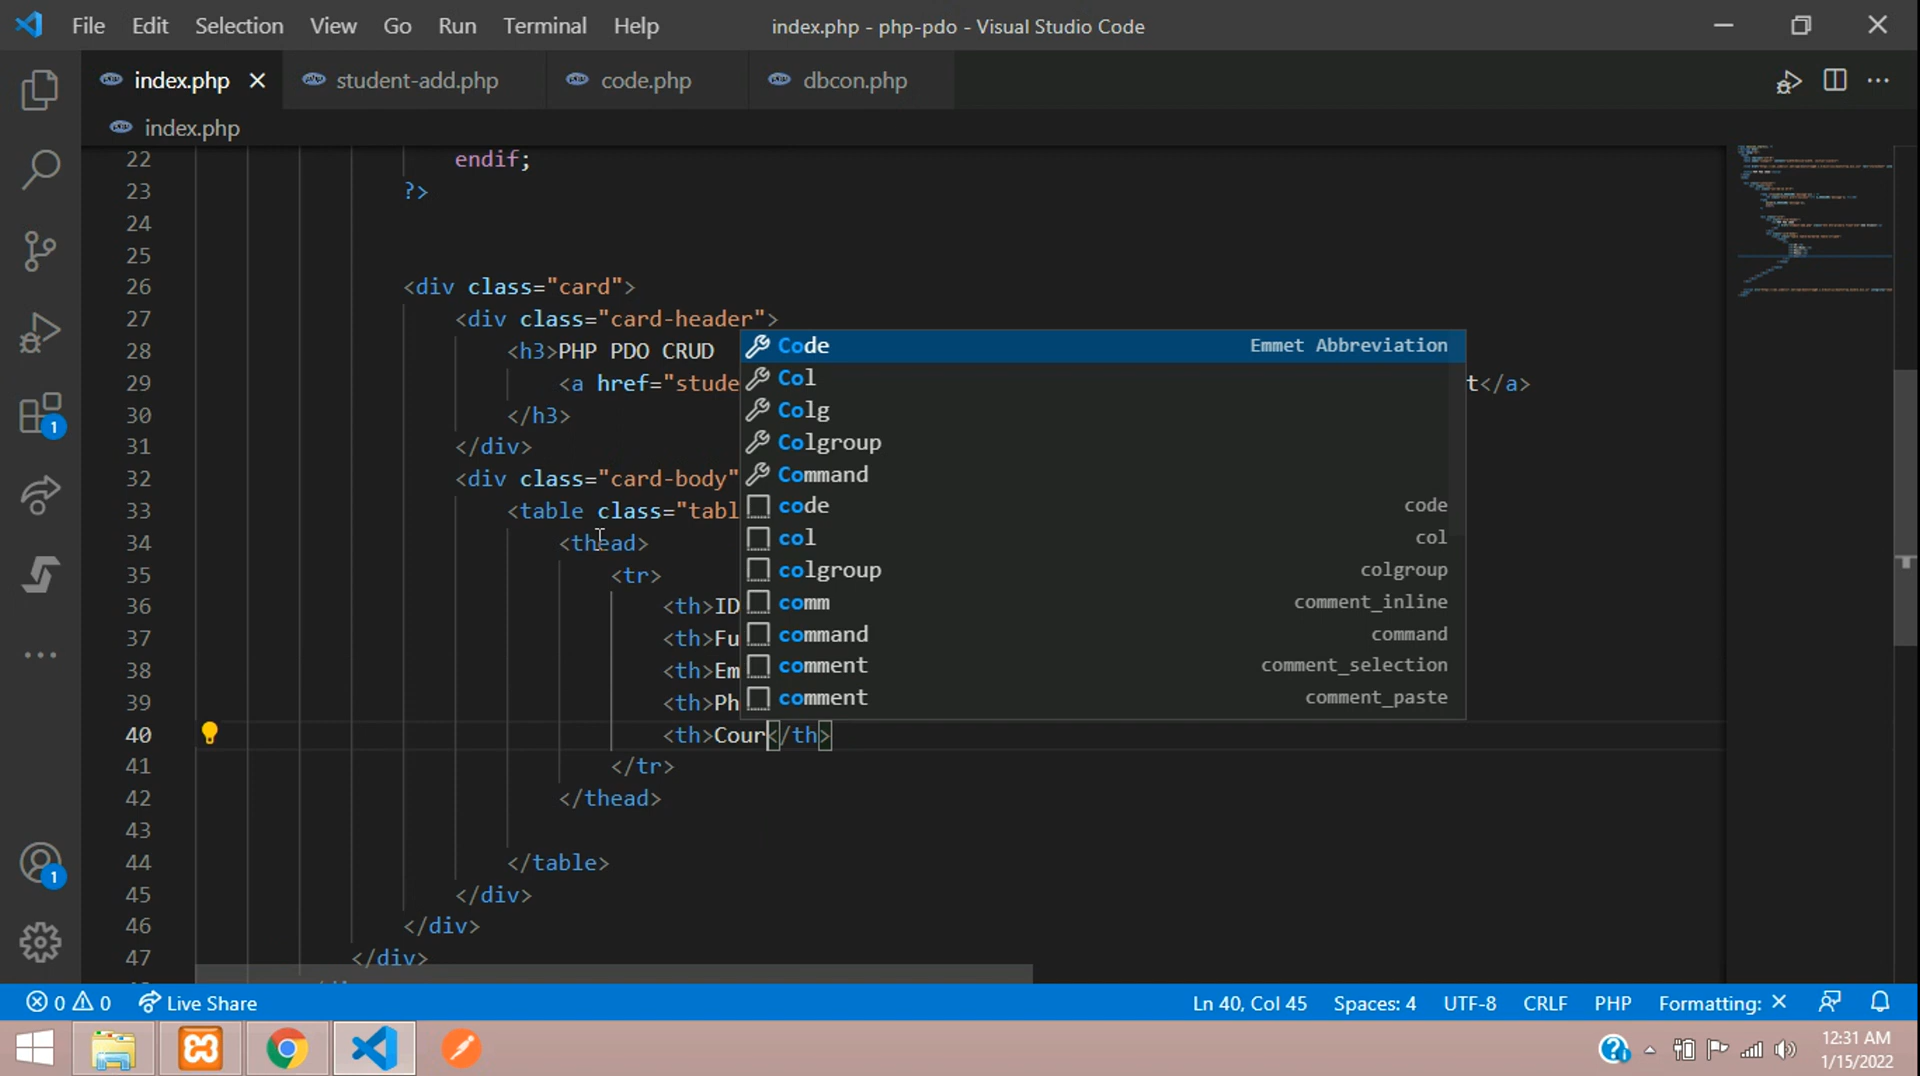 File Edit Selection View Go Run Terminal Help index.php - php-pdo - Visual Studio Code
index.php student-add.php code.php dbcon.php
index.php
22 endif;
23 ?>
24
25
26 <div class="card">
27 <div class="card-header">
28 <h3>PHP PDO CRUD
29 <a href="stude t</a>
30 </h3>
31 </div>
32 <div class="card-body"
33 <table class="tabl
34 <thead>
35 <tr>
36 <th>ID
37 <th>Fu
38 <th>Em
39 <th>Ph
40 <th>Cour</th>
41 </tr>
42 </thead>
43
44 </table>
45 </div>
46 </div>
47 </div>
Code Emmet Abbreviation
Col
Colg
Colgroup
Command
code code
col col
colgroup colgroup
comm comment_inline
command command
comment comment_selection
comment comment_paste
1
1
0 0 Live Share Ln 40, Col 45 Spaces: 4 UTF-8 CRLF PHP Formatting: ×
12:31 AM
1/15/2022